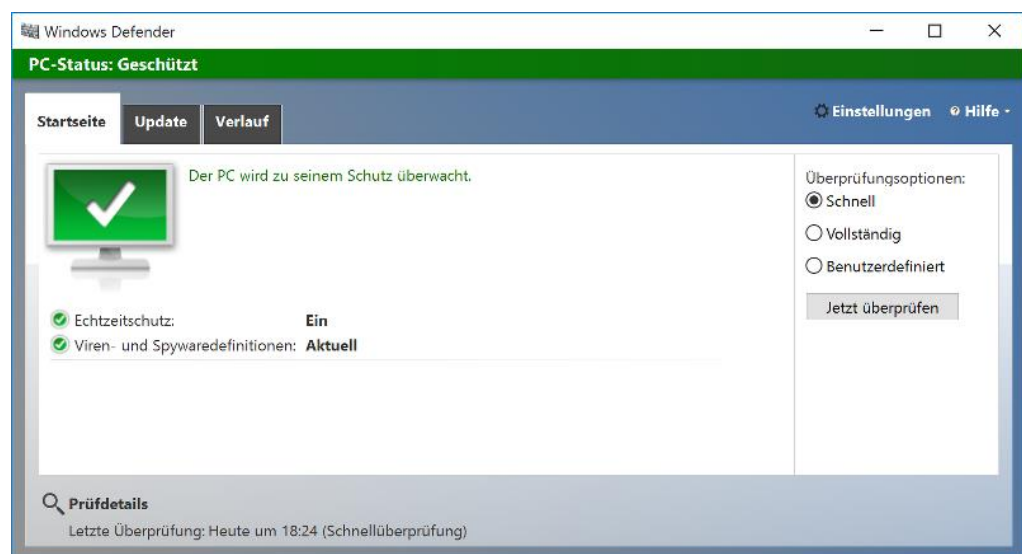 Windows Defender
PC-Status: Geschützt
Startseite Update Verlauf Einstellungen Hilfe
Der PC wird zu seinem Schutz überwacht.
Echtzeitschutz: Ein
Viren- und Spywaredefinitionen: Aktuell
Überprüfungsoptionen:
Schnell
Vollständig
Benutzerdefiniert
Jetzt überprüfen
Prüfdetails
Letzte Überprüfung: Heute um 18:24 (Schnellüberprüfung)